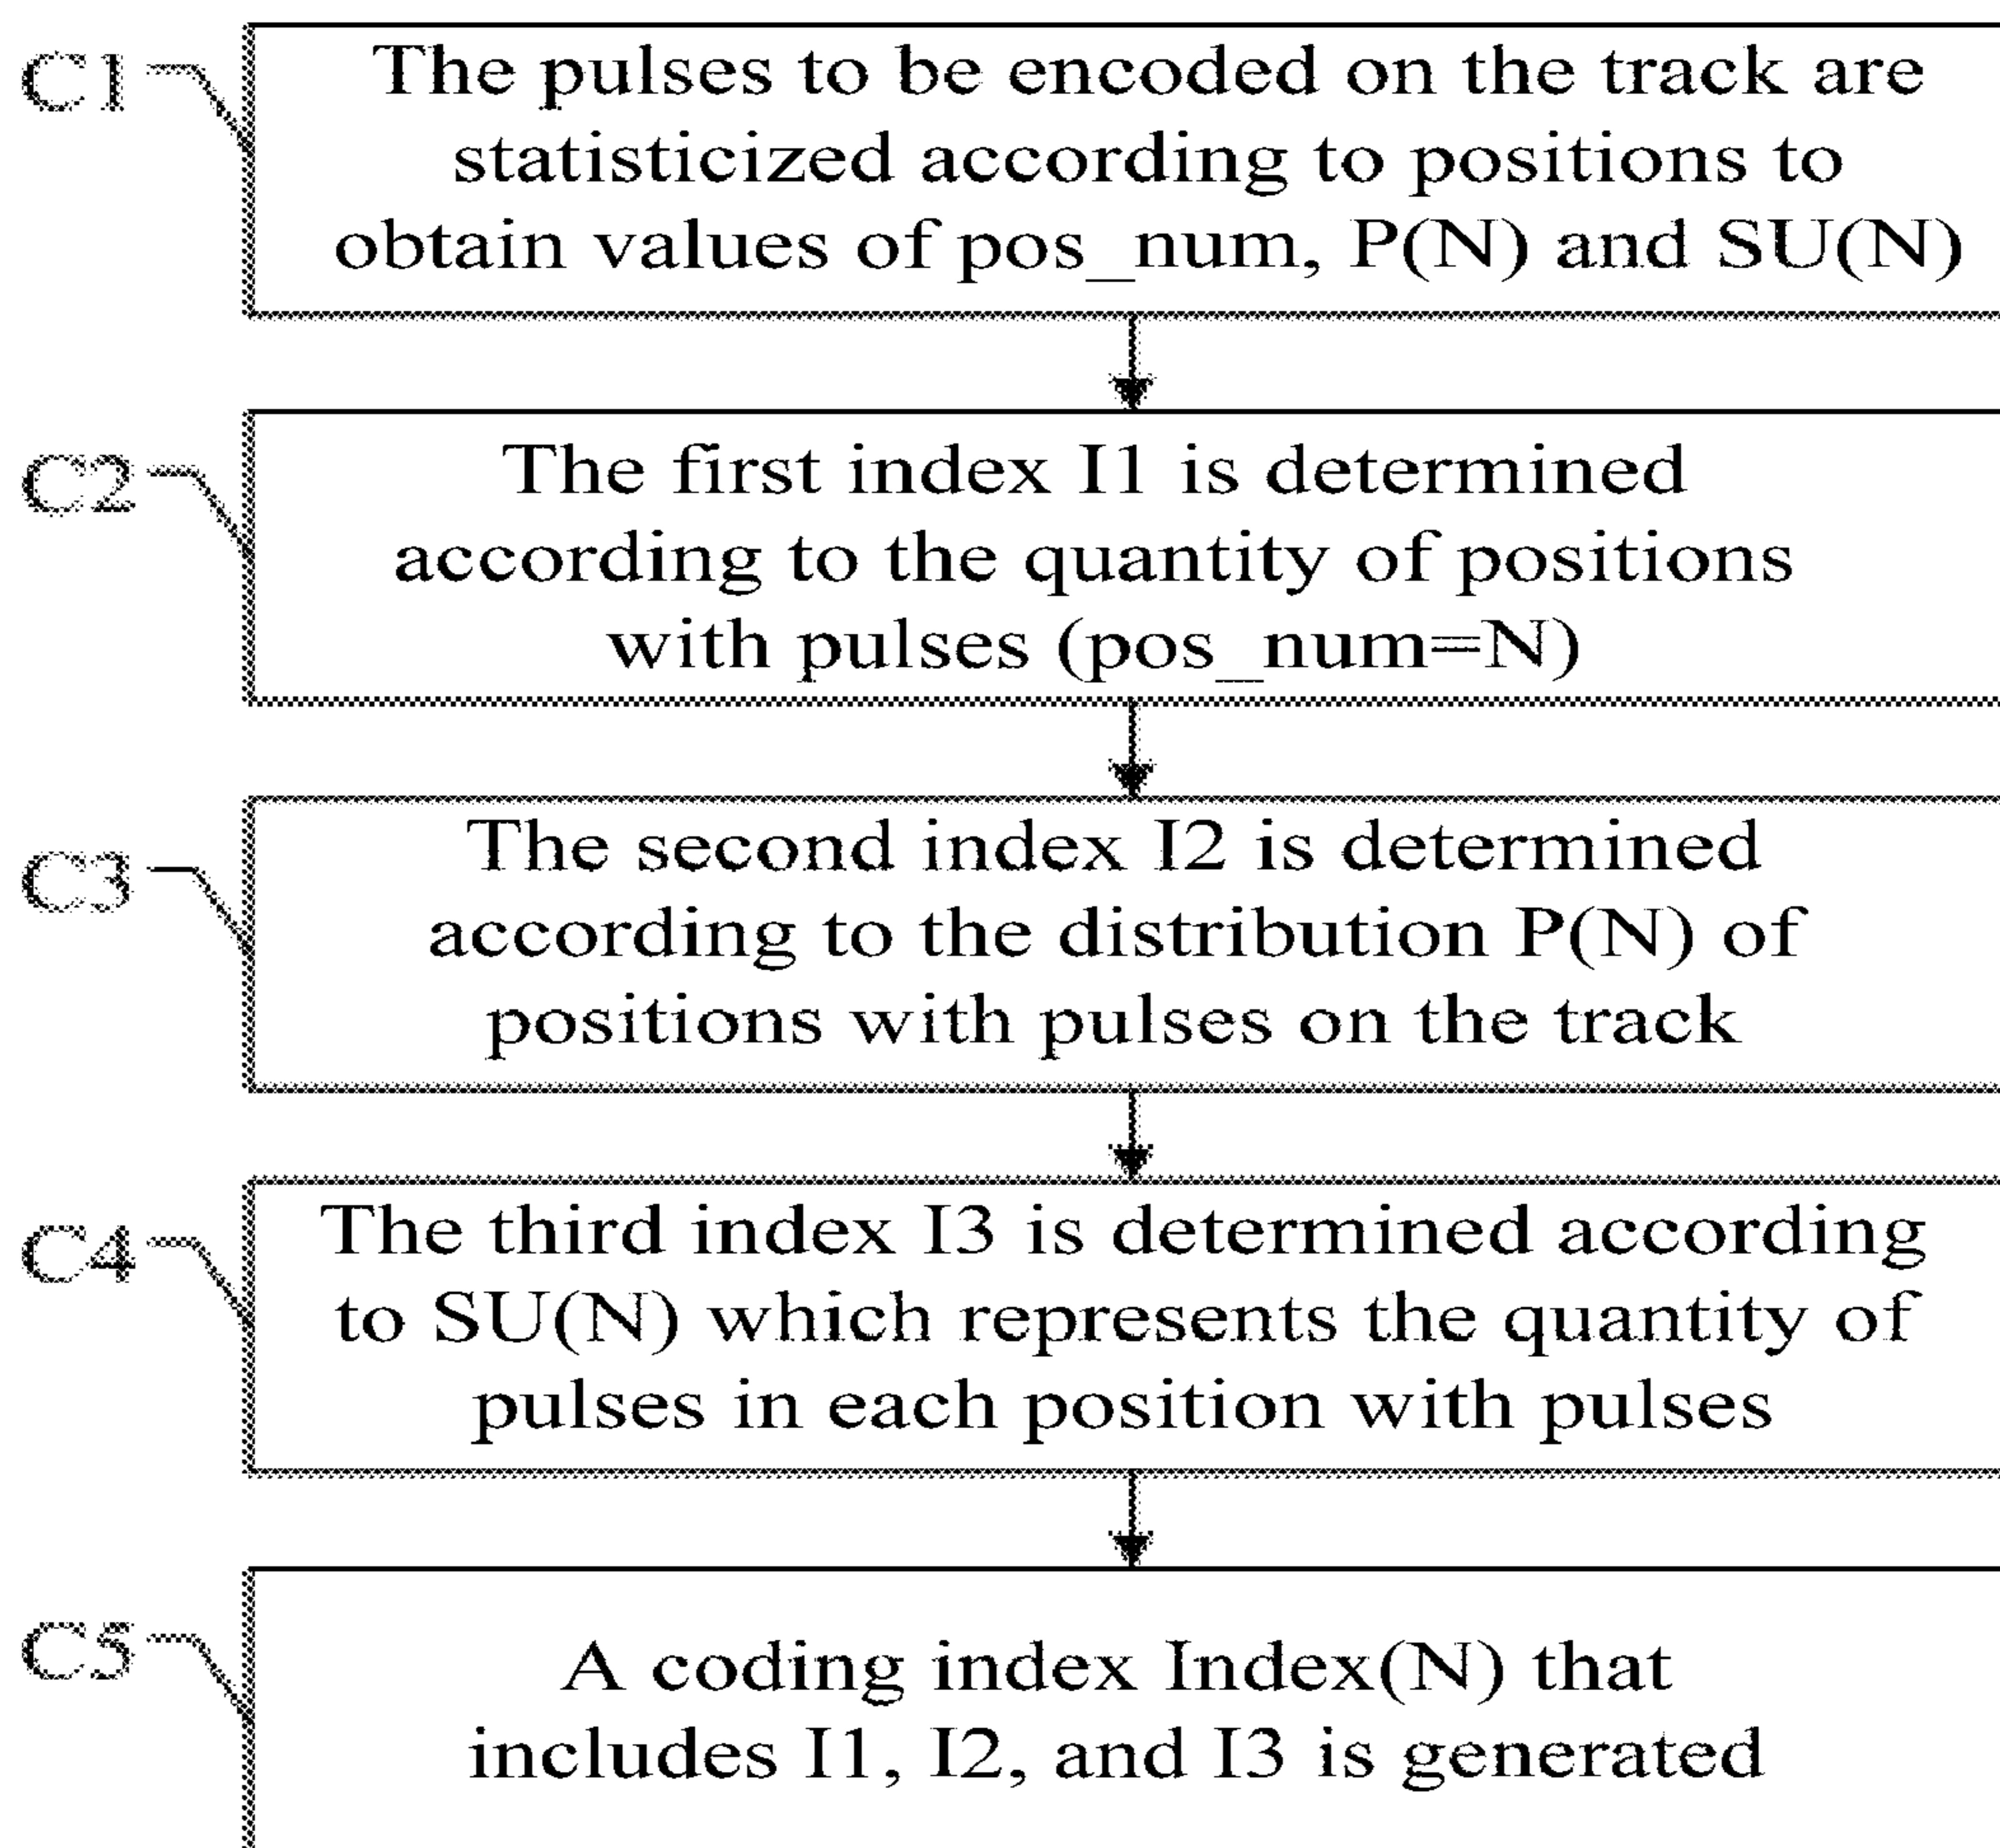 C1
The pulses to be encoded on the track are
statisticized according to positions to
obtain values of pos_num, P(N) and SU(N)
C2
The first index I1 is determined
according to the quantity of positions
with pulses (pos_num=N)
C3
The second index I2 is determined
according to the distribution P(N) of
positions with pulses on the track
C4
The third index I3 is determined according
to SU(N) which represents the quantity of
pulses in each position with pulses
C5
A coding index Index(N) that
includes I1, I2, and I3 is generated